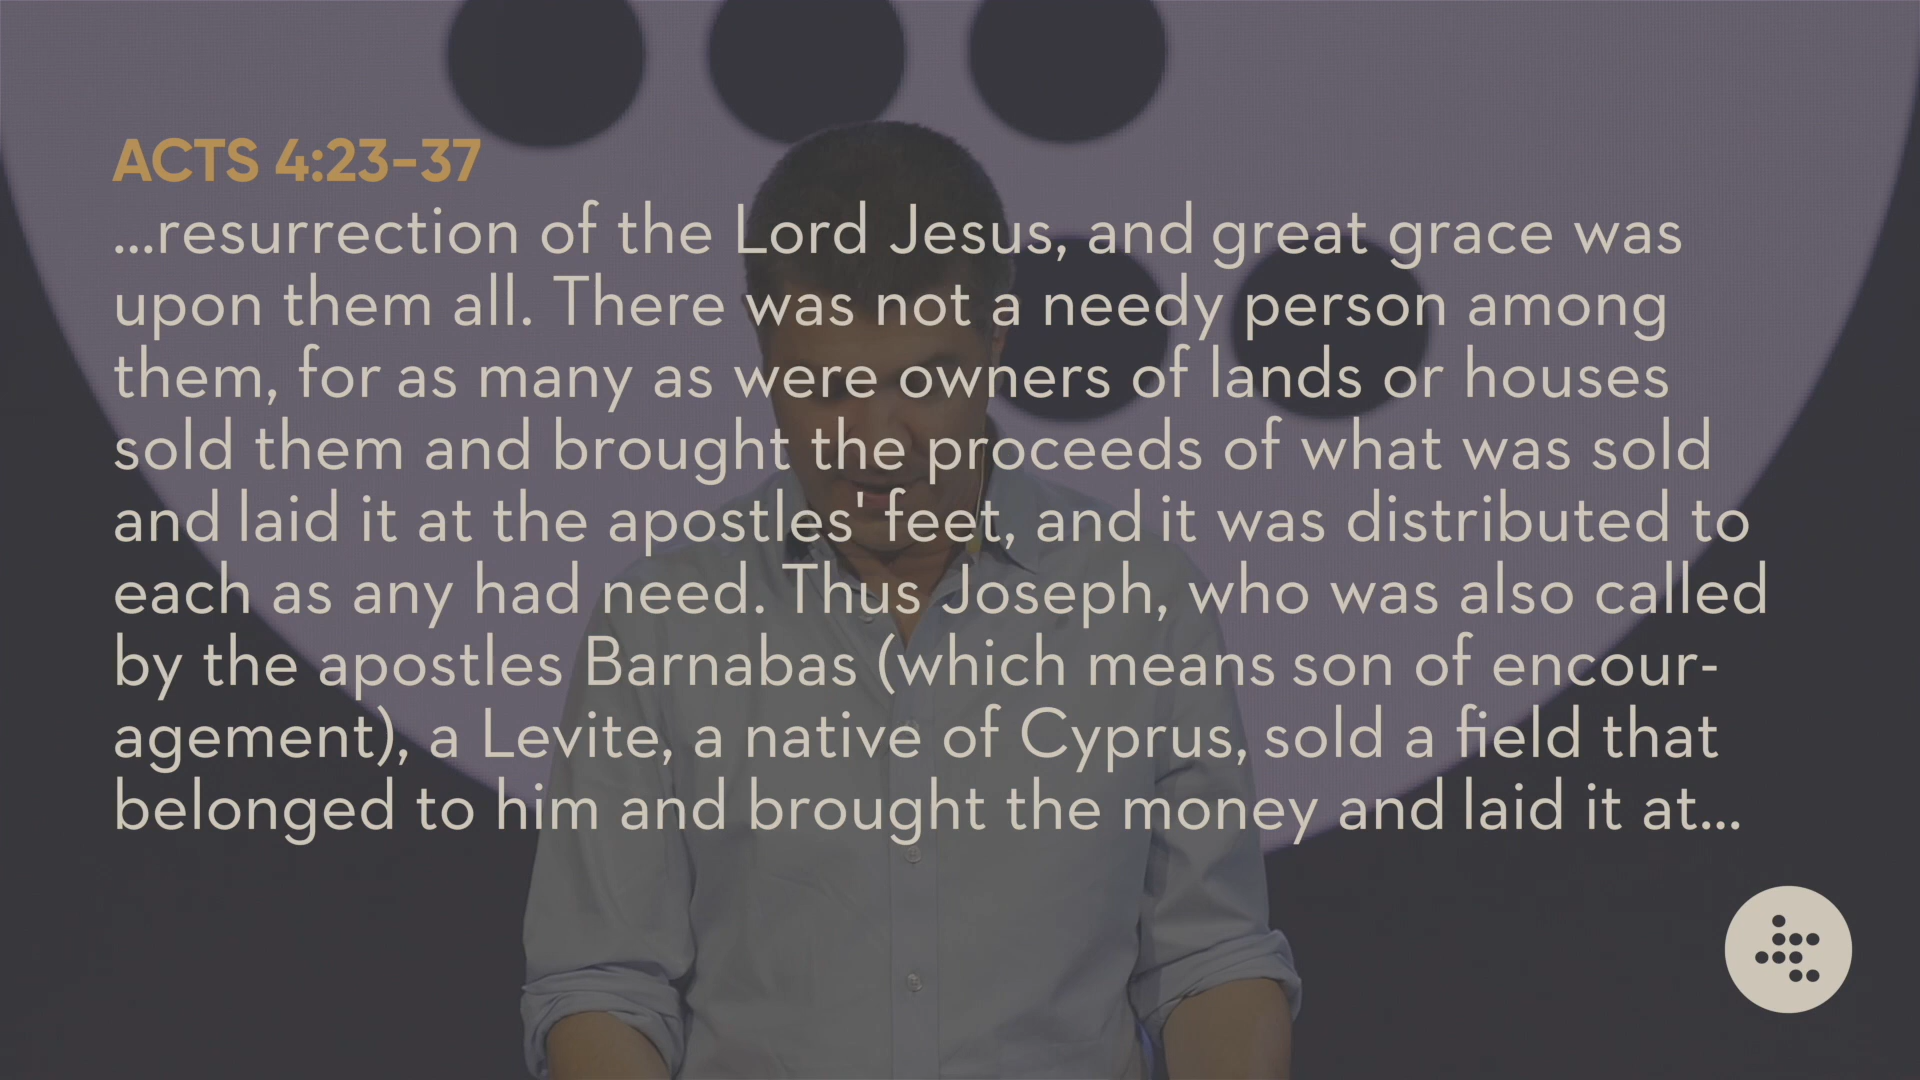 ACTS 4:23-37
...resurrection of the Lord Jesus, and great grace was
upon them all. There was not a needy person among
them, for as many as were owners of lands or houses
sold them and brought the proceeds of what was sold
and laid it at the apostles' feet, and it was distributed to
each as any had need. Thus Joseph, who was also called
by the apostles Barnabas (which means son of encour-
agement), a Levite, a native of Cyprus, sold a field that
belonged to him and brought the money and laid it at...